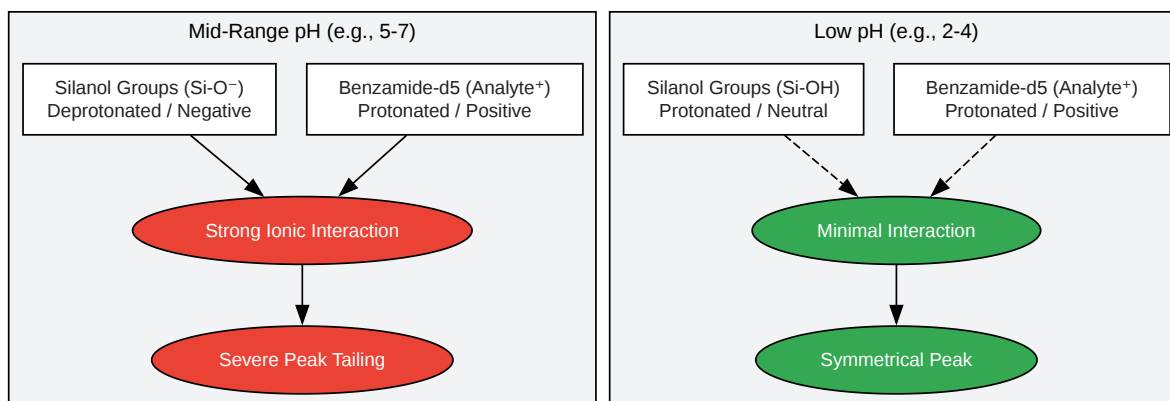 Mid-Range pH (e.g., 5-7)
Silanol Groups (Si-O⁻)
Deprotonated / Negative
Benzamide-d5 (Analyte⁺)
Protonated / Positive
Strong Ionic Interaction
Severe Peak Tailing
Low pH (e.g., 2-4)
Silanol Groups (Si-OH)
Protonated / Neutral
Benzamide-d5 (Analyte⁺)
Protonated / Positive
Minimal Interaction
Symmetrical Peak